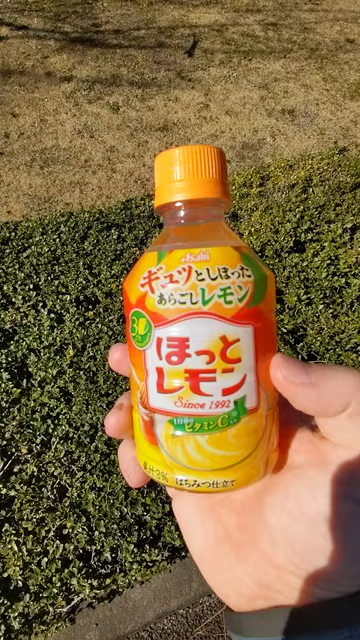 Asahi
ギュッとしぼった
あらごしレモン
ほっと
レモン
Since 1992
ビタミンC
果汁3%
はちみつ仕立て